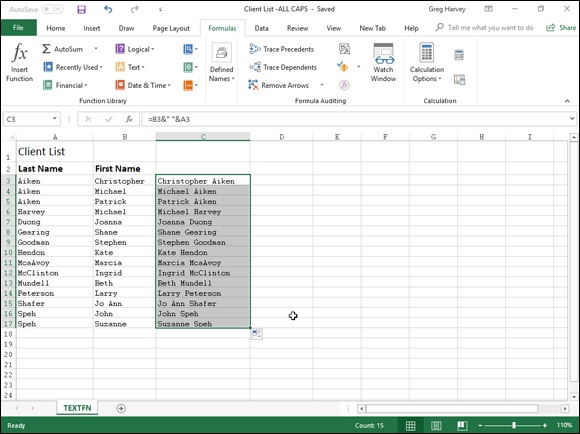 AutoSave Off Client List -ALL CAPS - Saved Greg Harvey
File Home Insert Draw Page Layout Formulas Data Review View Tell me what you want to do Share
fx Insert Function
AutoSum Logical
Recently Used Text
Financial Date & Time
Function Library
Defined Names
Trace Precedents
Trace Dependents
Remove Arrows
Formula Auditing
Watch Window
Calculation Options
Calculation
C3 fx =B3&" "&A3
A B C D E F G H I
1 Client List
2 Last Name First Name
3 Aiken Christopher Christopher Aiken
4 Aiken Michael Michael Aiken
5 Aiken Patrick Patrick Aiken
6 Harvey Michael Michael Harvey
7 Duong Joanna Joanna Duong
8 Gearing Shane Shane Gearing
9 Goodman Stephen Stephen Goodman
10 Hendon Kate Kate Hendon
11 McaAvoy Marcia Marcia McaAvoy
12 McClinton Ingrid Ingrid McClinton
13 Mundell Beth Beth Mundell
14 Peterson Larry Larry Peterson
15 Shafer Jo Ann Jo Ann Shafer
16 Speh John John Speh
17 Speh Suzanne Suzanne Speh
18
19
20
21
22
23
24
TEXTFN
Ready Count: 15 110%